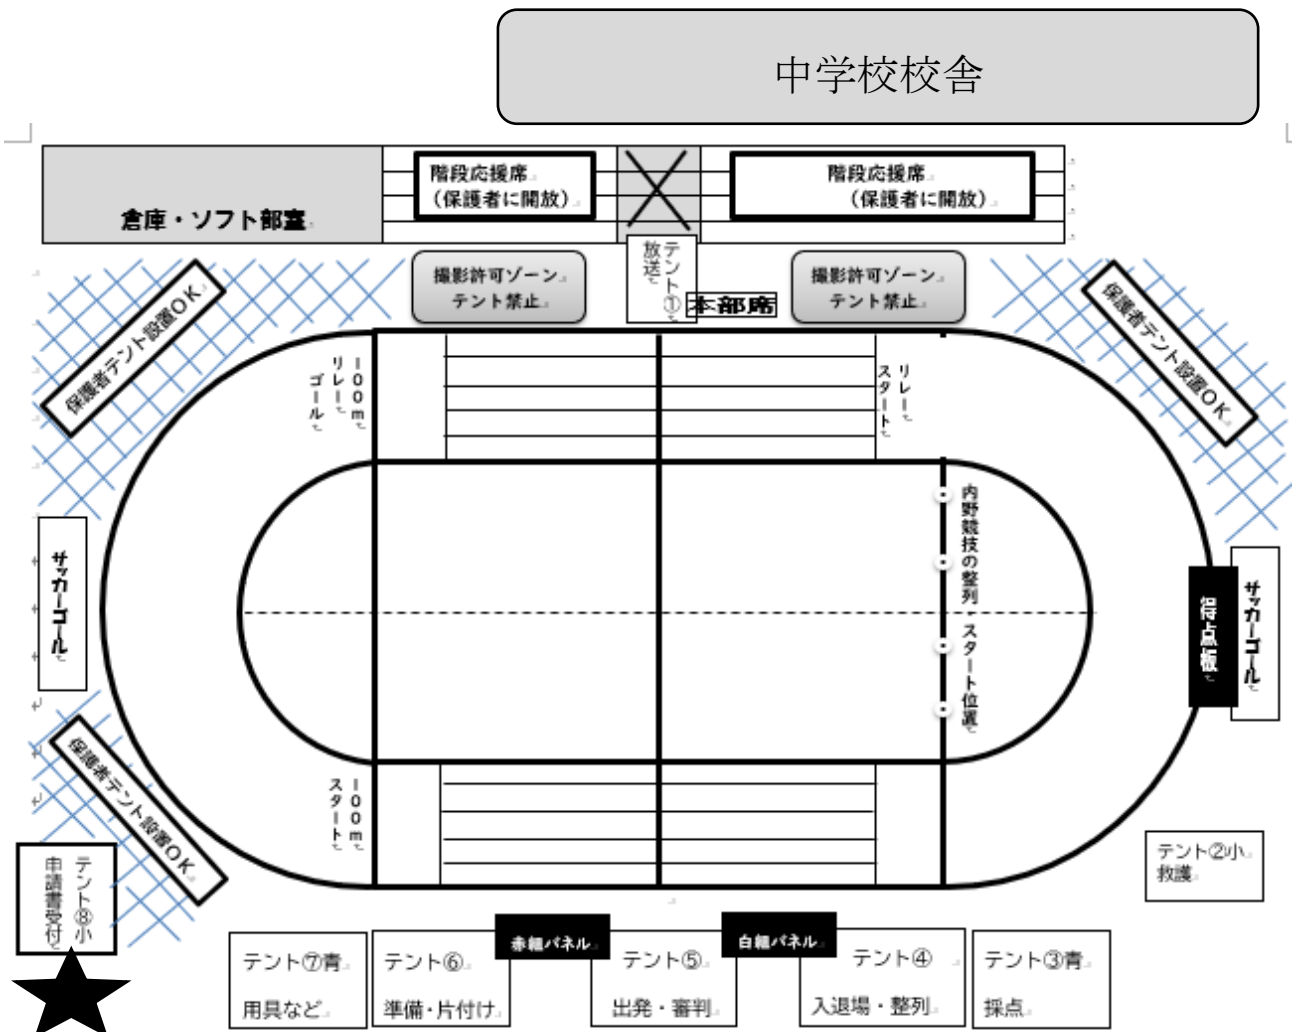 中学校校舎
倉庫・ソフト部室
階段応援席
（保護者に開放）
階段応援席
（保護者に開放）
テント①
放送
本部席
撮影許可ゾーン
テント禁止
撮影許可ゾーン
テント禁止
保護者テント設置OK
保護者テント設置OK
100m
リレー
ゴール
リレー
スタート
内野競技の整列・スタート位置
サッカーゴール
得点板
サッカーゴール
保護者テント設置OK
100m
スタート
テント②小
救護
テント⑧小
申請書受付
赤組パネル
白組パネル
テント⑦青
用具など
テント⑥
準備・片付け
テント⑤
出発・審判
テント④
入退場・整列
テント③青
採点